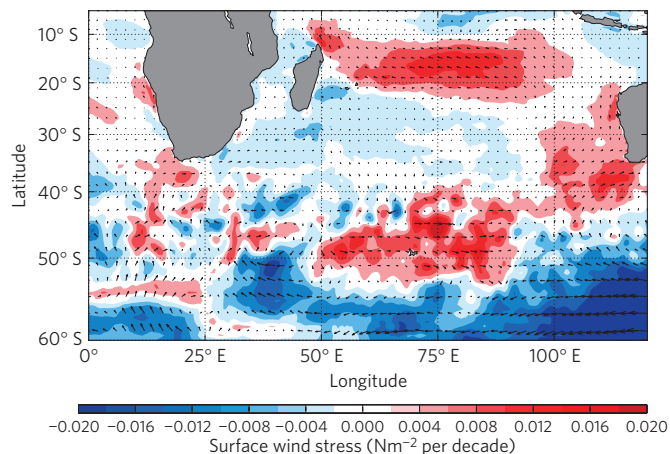 10° S
20° S
30° S
40° S
50° S
60° S
Latitude
0° 25° E 50° E 75° E 100° E
Longitude
−0.020 −0.016 −0.012 −0.008 −0.004 0.000 0.004 0.008 0.012 0.016 0.020
Surface wind stress (Nm⁻² per decade)